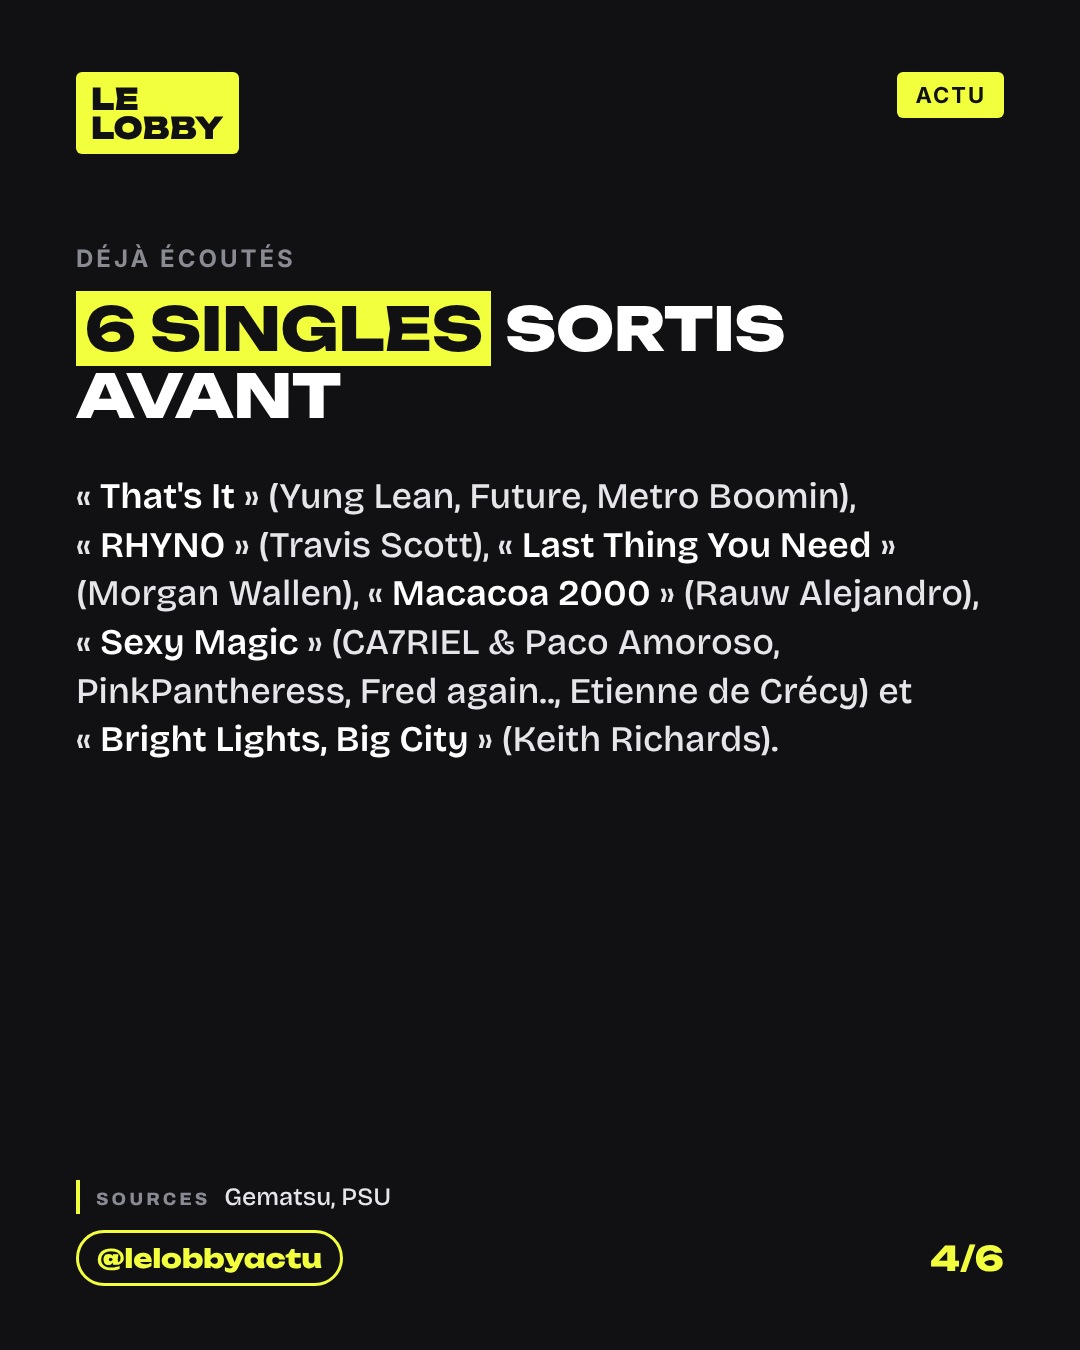 LE
LOBBY
ACTU
DÉJÀ ÉCOUTÉS
6 SINGLES SORTIS
AVANT
« That's It » (Yung Lean, Future, Metro Boomin),
« RHYNO » (Travis Scott), « Last Thing You Need »
(Morgan Wallen), « Macacoa 2000 » (Rauw Alejandro),
« Sexy Magic » (CA7RIEL & Paco Amoroso,
PinkPantheress, Fred again.., Etienne de Crécy) et
« Bright Lights, Big City » (Keith Richards).
SOURCES Gematsu, PSU
@lelobbyactu
4/6